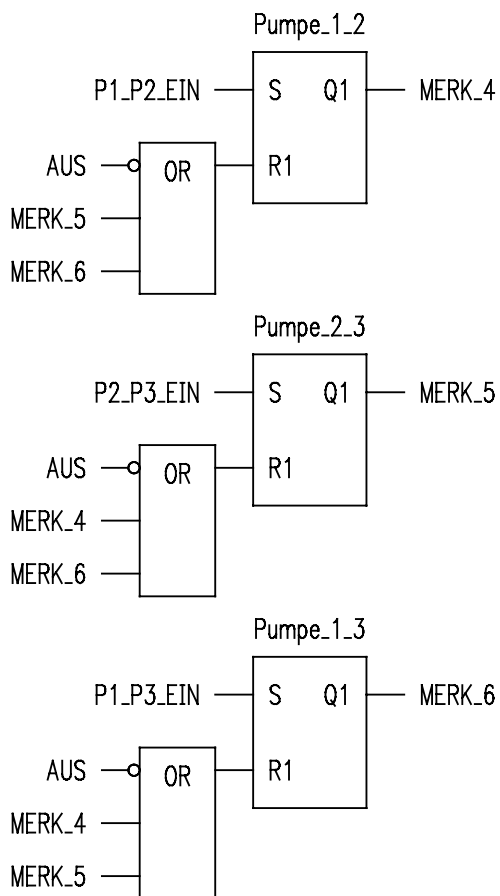 Pumpe_1_2
P1_P2_EIN S Q1 MERK_4
AUS OR R1
MERK_5
MERK_6
Pumpe_2_3
P2_P3_EIN S Q1 MERK_5
AUS OR R1
MERK_4
MERK_6
Pumpe_1_3
P1_P3_EIN S Q1 MERK_6
AUS OR R1
MERK_4
MERK_5